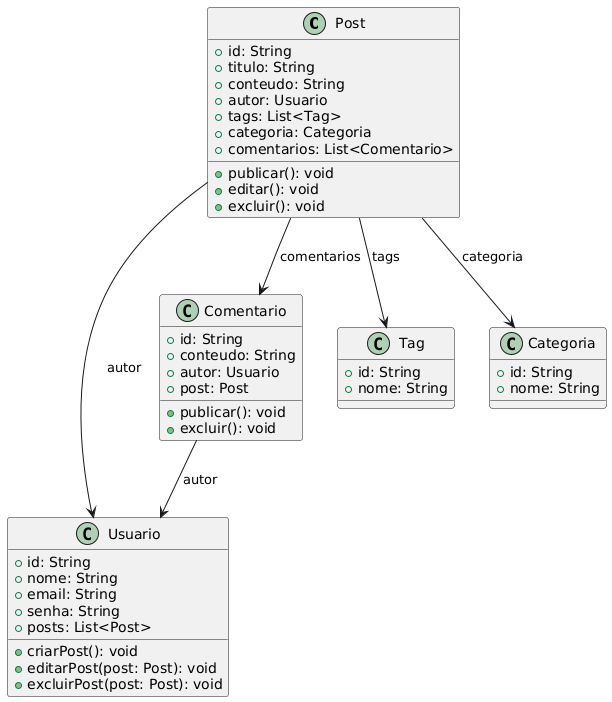 C Post
id: String
titulo: String
conteudo: String
autor: Usuario
tags: List<Tag>
categoria: Categoria
comentarios: List<Comentario>
publicar(): void
editar(): void
excluir(): void
comentarios
tags
categoria
C Comentario
id: String
conteudo: String
autor: Usuario
post: Post
publicar(): void
excluir(): void
C Tag
id: String
nome: String
C Categoria
id: String
nome: String
autor
autor
C Usuario
id: String
nome: String
email: String
senha: String
posts: List<Post>
criarPost(): void
editarPost(post: Post): void
excluirPost(post: Post): void